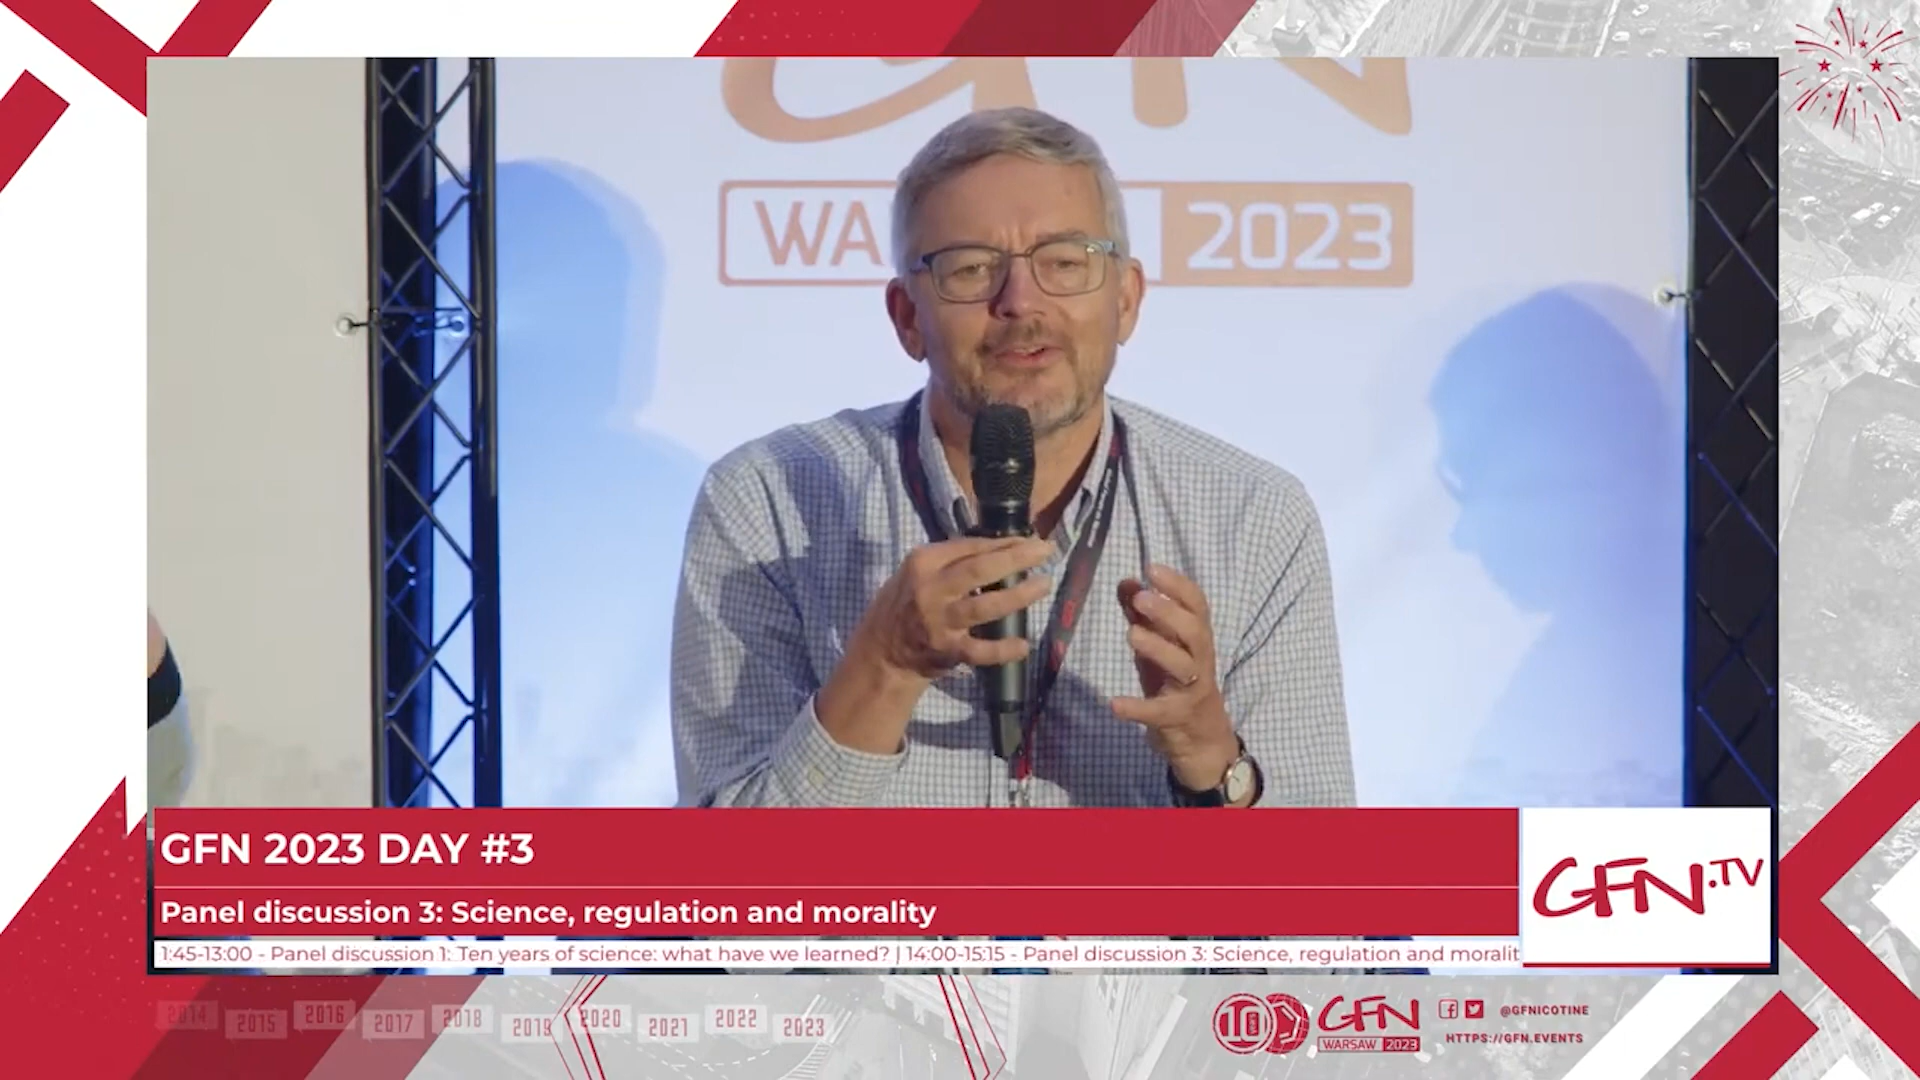 GFN
WA
2023
GFN 2023 DAY #3
Panel discussion 3: Science, regulation and morality
1:45-13:00 - Panel discussion 1: Ten years of science: what have we learned? | 14:00-15:15 - Panel discussion 3: Science, regulation and moralit
GFN.TV
2014 2015 2016 2017 2018 2019 2020 2021 2022 2023
10
GFN
WARSAW 2023
@GFNICOTINE
HTTPS://GFN.EVENTS